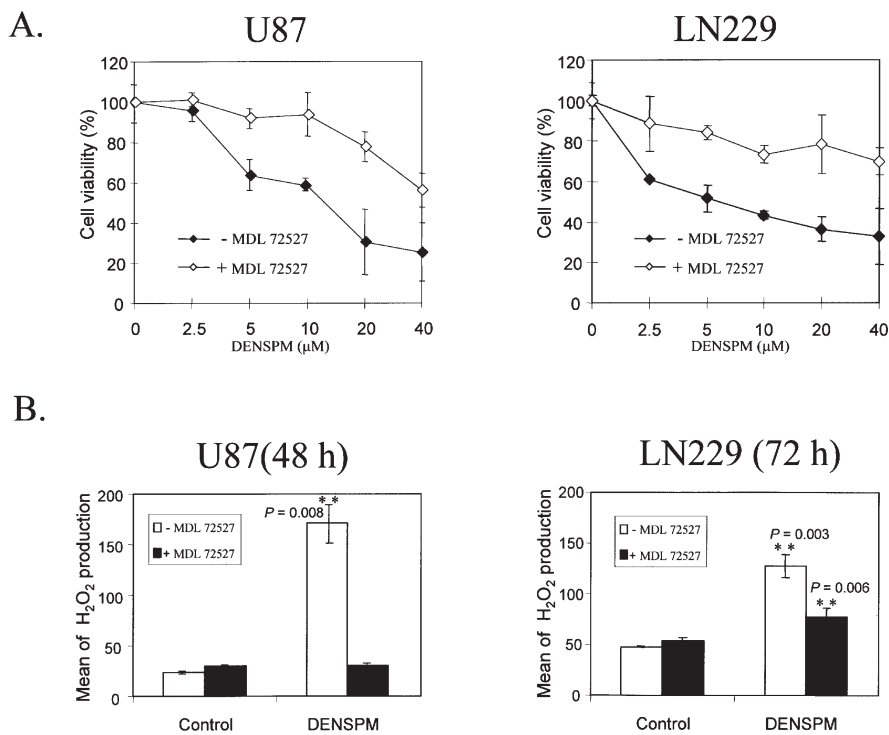 A.
U87
Cell viability (%)
120
100
80
60
40
20
0
- MDL 72527
+ MDL 72527
0 2.5 5 10 20 40
DENSPM (μM)
LN229
Cell viability (%)
120
100
80
60
40
20
0
- MDL 72527
+ MDL 72527
0 2.5 5 10 20 40
DENSPM (μM)
B.
U87(48 h)
Mean of H₂O₂ production
200
150
100
50
0
- MDL 72527
+ MDL 72527
**
P = 0.008
Control DENSPM
LN229 (72 h)
Mean of H₂O₂ production
200
150
100
50
0
- MDL 72527
+ MDL 72527
P = 0.003
**
P = 0.006
**
Control DENSPM